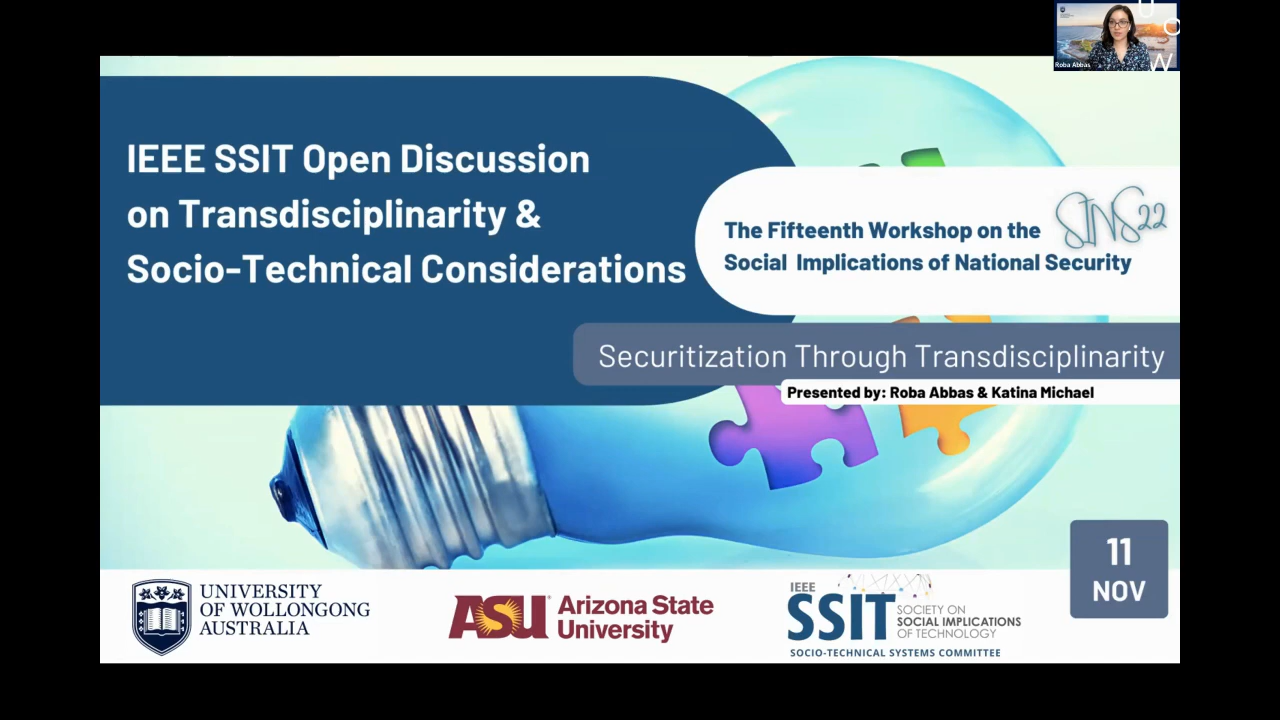 U
O
W
Roba Abbas
IEEE SSIT Open Discussion
on Transdisciplinarity &
Socio-Technical Considerations
The Fifteenth Workshop on the
Social Implications of National Security
SINS22
Securitization Through Transdisciplinarity
Presented by: Roba Abbas & Katina Michael
11
NOV
UNIVERSITY
OF WOLLONGONG
AUSTRALIA
ASU Arizona State
University
IEEE
SSIT
SOCIETY ON
SOCIAL IMPLICATIONS
OF TECHNOLOGY
SOCIO-TECHNICAL SYSTEMS COMMITTEE